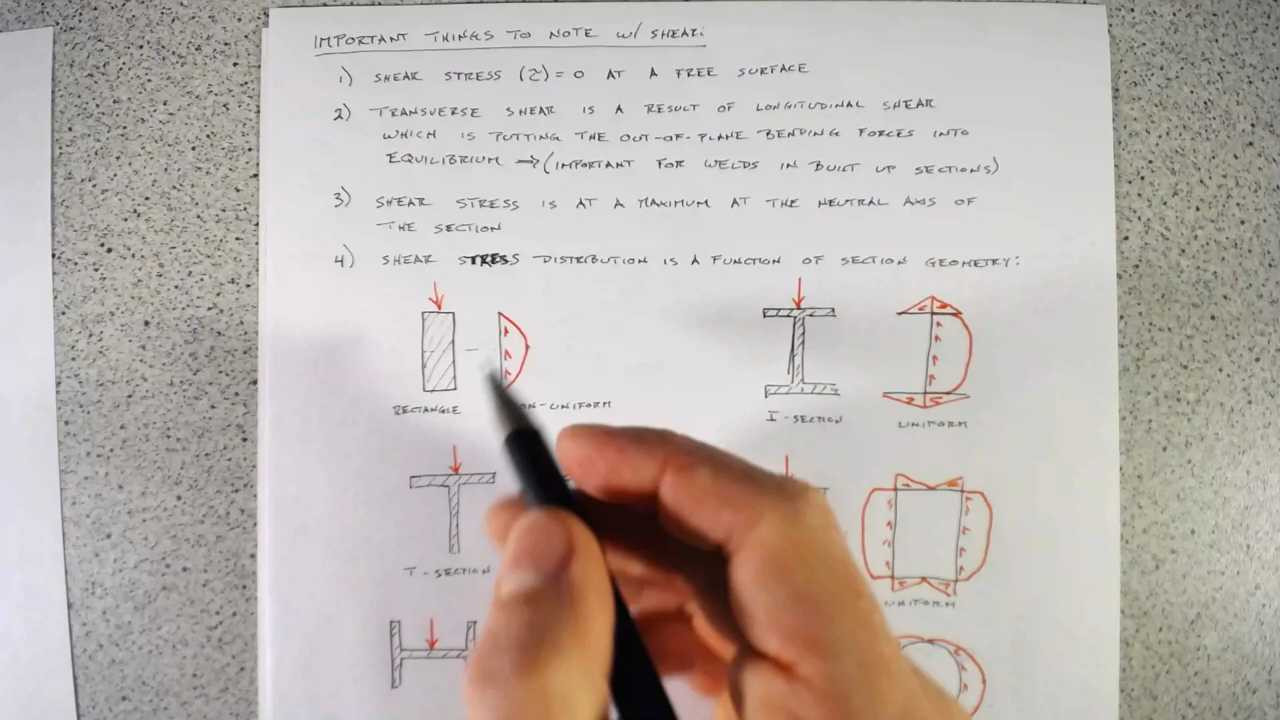 IMPORTANT THINGS TO NOTE W/ SHEAR:
1) SHEAR STRESS (τ) = 0 AT A FREE SURFACE
2) TRANSVERSE SHEAR IS A RESULT OF LONGITUDINAL SHEAR
WHICH IS PUTTING THE OUT-OF-PLANE BENDING FORCES INTO
EQUILIBRIUM → (IMPORTANT FOR WELDS IN BUILT UP SECTIONS)
3) SHEAR STRESS IS AT A MAXIMUM AT THE NEUTRAL AXIS OF
THE SECTION
4) SHEAR STRESS DISTRIBUTION IS A FUNCTION OF SECTION GEOMETRY:
RECTANGLE
ON-UNIFORM
I-SECTION
UNIFORM
T-SECTION
UNIFORM